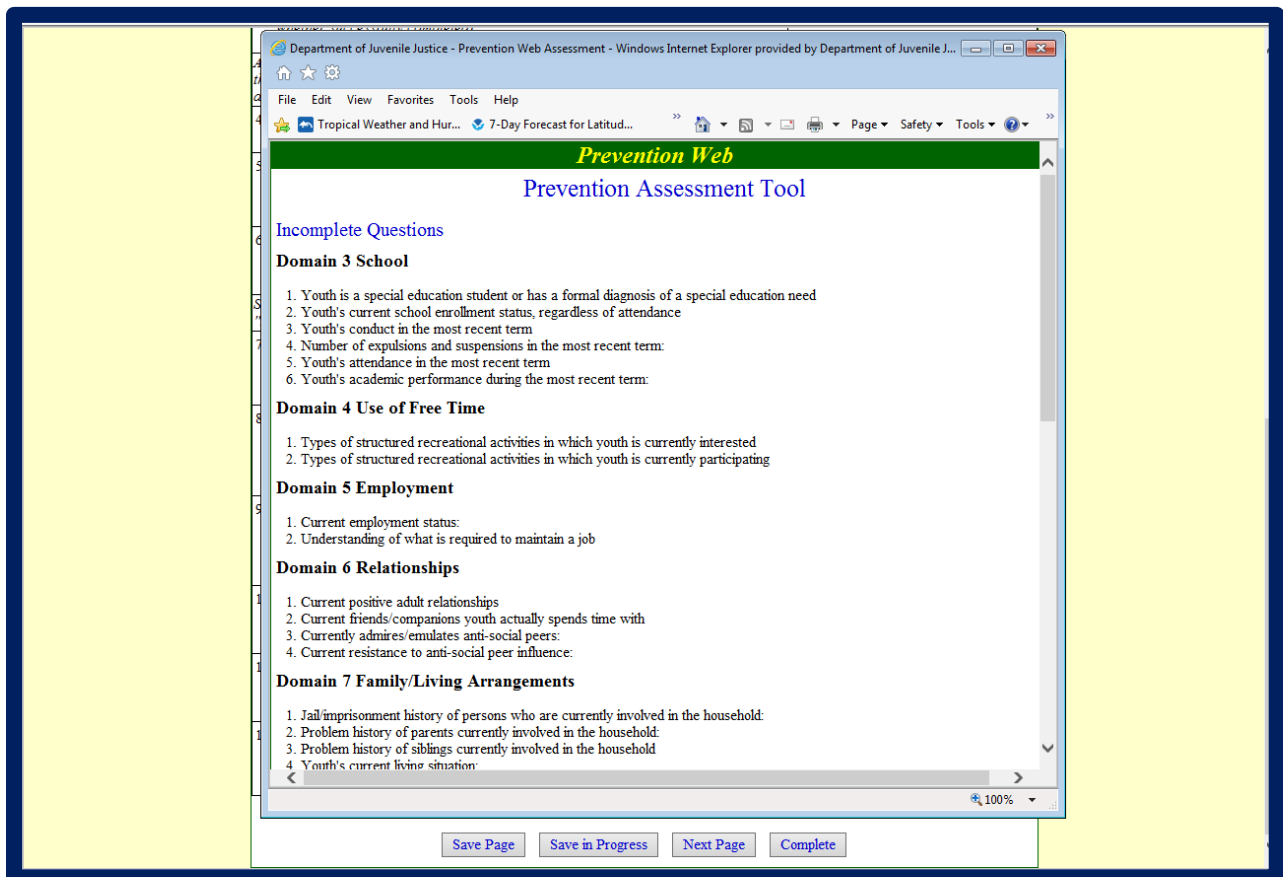 Department of Juvenile Justice - Prevention Web Assessment - Windows Internet Explorer provided by Department of Juvenile J...
File Edit View Favorites Tools Help
Tropical Weather and Hur... 7-Day Forecast for Latitud... » Page Safety Tools »
Prevention Web
Prevention Assessment Tool
Incomplete Questions
Domain 3 School
1. Youth is a special education student or has a formal diagnosis of a special education need
2. Youth's current school enrollment status, regardless of attendance
3. Youth's conduct in the most recent term
4. Number of expulsions and suspensions in the most recent term:
5. Youth's attendance in the most recent term
6. Youth's academic performance during the most recent term:
Domain 4 Use of Free Time
1. Types of structured recreational activities in which youth is currently interested
2. Types of structured recreational activities in which youth is currently participating
Domain 5 Employment
1. Current employment status:
2. Understanding of what is required to maintain a job
Domain 6 Relationships
1. Current positive adult relationships
2. Current friends/companions youth actually spends time with
3. Currently admires/emulates anti-social peers:
4. Current resistance to anti-social peer influence:
Domain 7 Family/Living Arrangements
1. Jail/imprisonment history of persons who are currently involved in the household:
2. Problem history of parents currently involved in the household:
3. Problem history of siblings currently involved in the household
4. Youth's current living situation:
100%
Save Page Save in Progress Next Page Complete